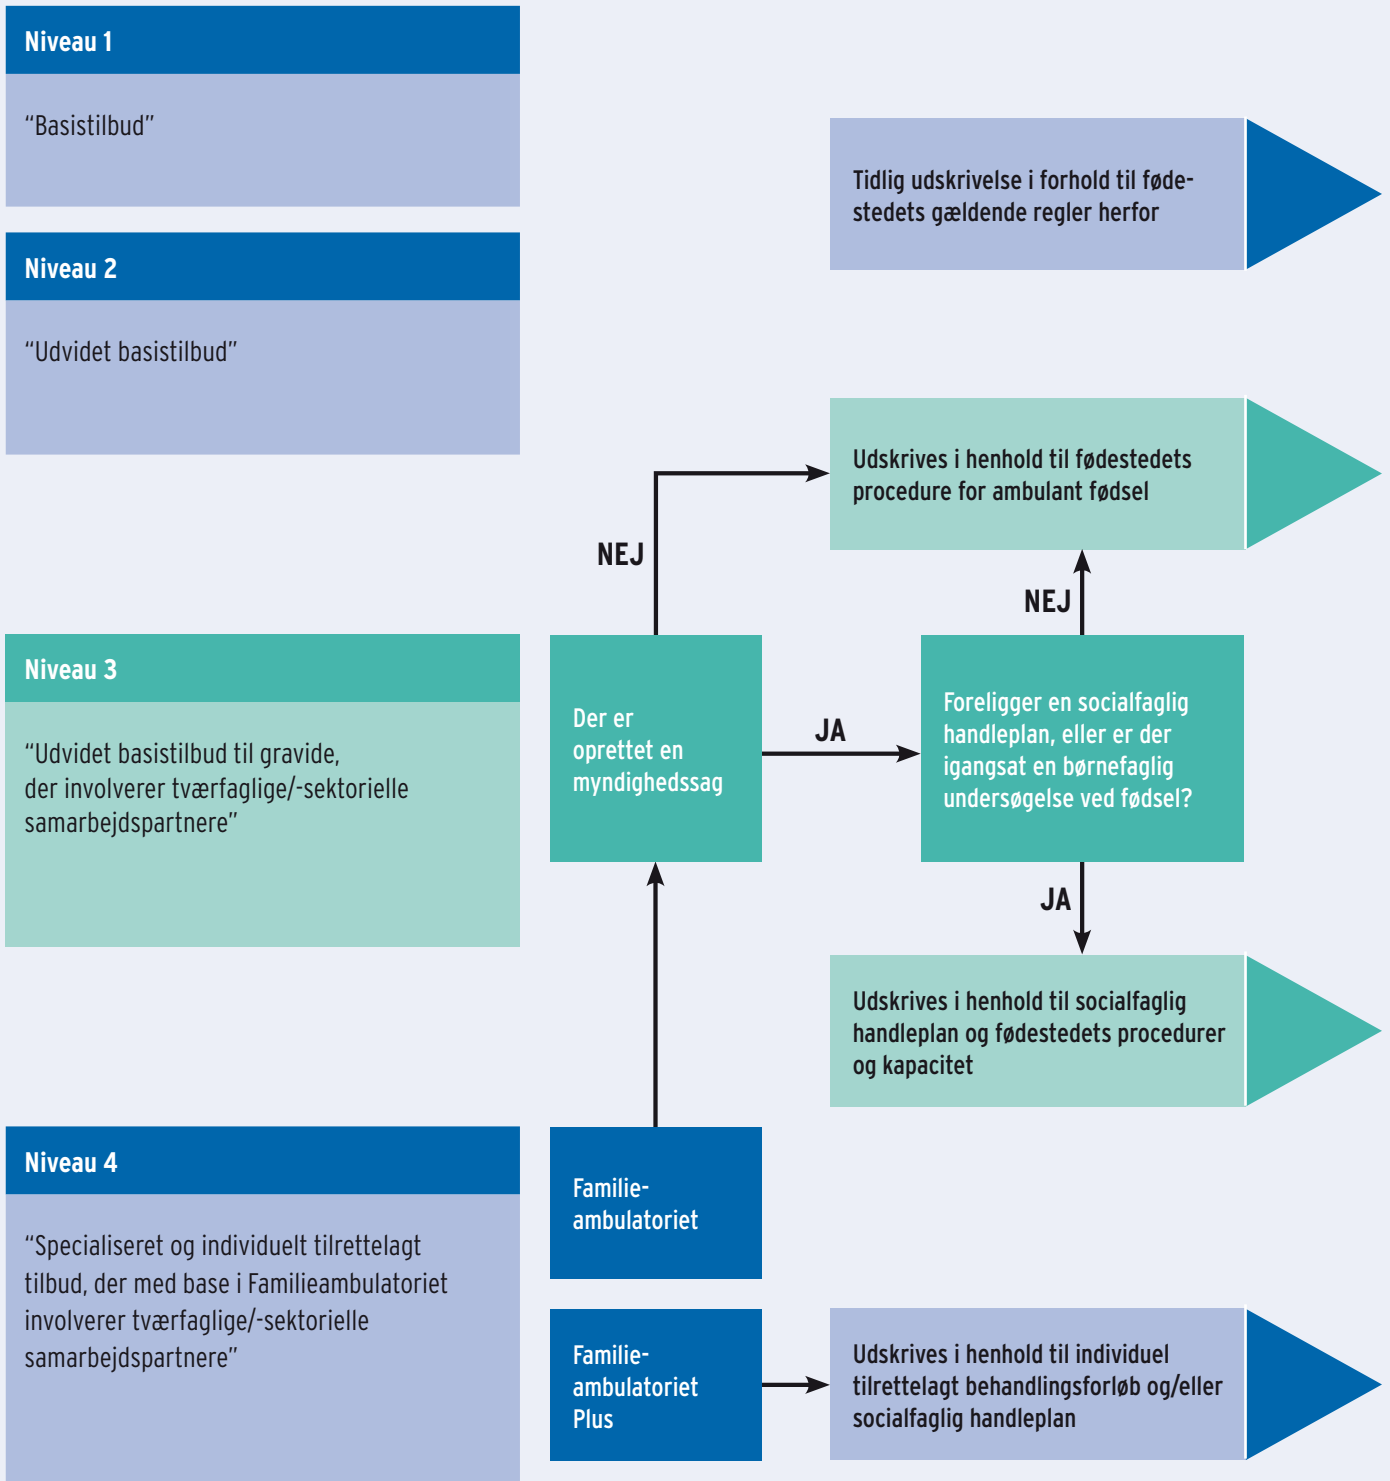 Niveau 1
“Basistilbud”
Tidlig udskrivelse i forhold til føde-
stedets gældende regler herfor
Niveau 2
“Udvidet basistilbud”
Udskrives i henhold til fødestedets
procedure for ambulant fødsel
NEJ
NEJ
Niveau 3
“Udvidet basistilbud til gravide,
der involverer tværfaglige/-sektorielle
samarbejdspartnere”
Der er
oprettet en
myndighedssag
JA
Foreligger en socialfaglig
handleplan, eller er der
igangsat en børnefaglig
undersøgelse ved fødsel?
JA
Udskrives i henhold til socialfaglig
handleplan og fødestedets procedurer
og kapacitet
Niveau 4
“Specialiseret og individuelt tilrettelagt
tilbud, der med base i Familieambulatoriet
involverer tværfaglige/-sektorielle
samarbejdspartnere”
Familie-
ambulatoriet
Familie-
ambulatoriet
Plus
Udskrives i henhold til individuel
tilrettelagt behandlingsforløb og/eller
socialfaglig handleplan